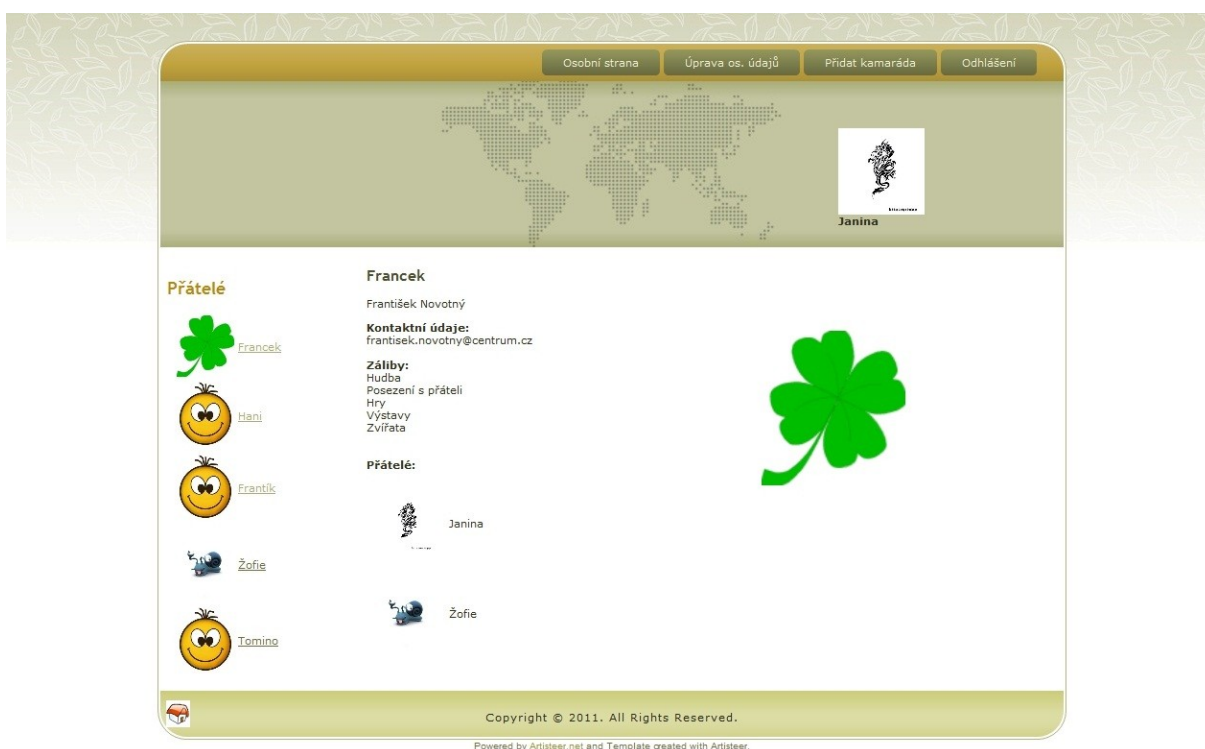 Osobní strana
Úprava os. údajů
Přidat kamaráda
Odhlášení
Janina
Přátelé
Francek
Hani
Frantík
Žofie
Tomino
Francek
František Novotný
Kontaktní údaje:
frantisek.novotny@centrum.cz
Záliby:
Hudba
Posezení s přáteli
Hry
Výstavy
Zvířata
Přátelé:
Janina
Žofie
Copyright © 2011. All Rights Reserved.
Powered by Artisteer.net and Template created with Artisteer.